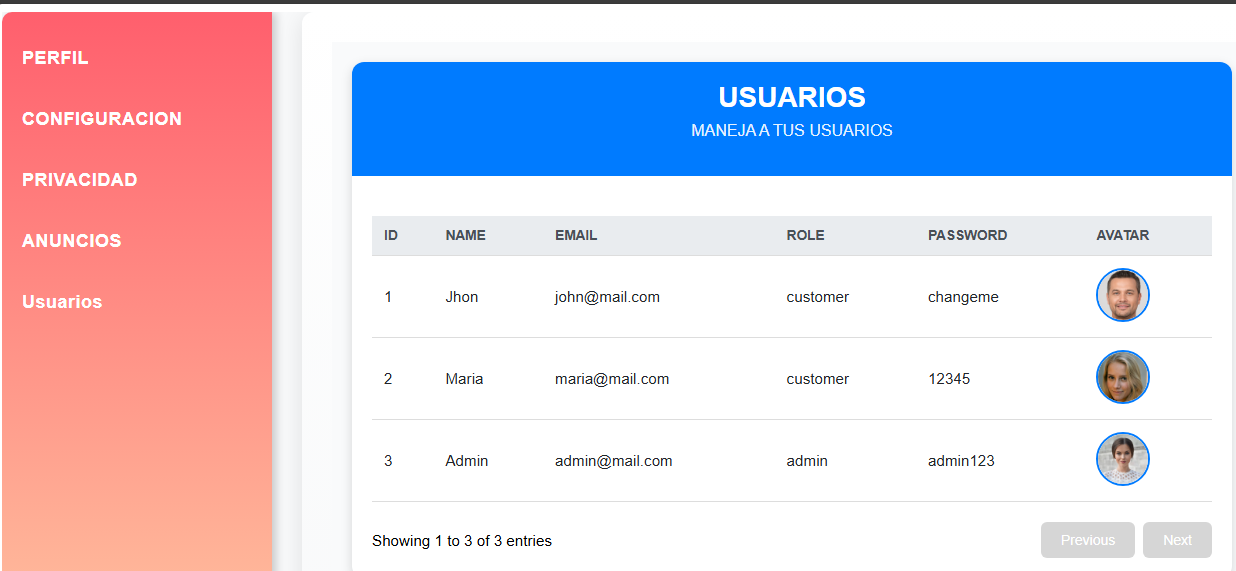 PERFIL
CONFIGURACION
PRIVACIDAD
ANUNCIOS
Usuarios
USUARIOS
MANEJA A TUS USUARIOS
ID NAME EMAIL ROLE PASSWORD AVATAR
1 Jhon john@mail.com customer changeme
2 Maria maria@mail.com customer 12345
3 Admin admin@mail.com admin admin123
Showing 1 to 3 of 3 entries
Previous Next